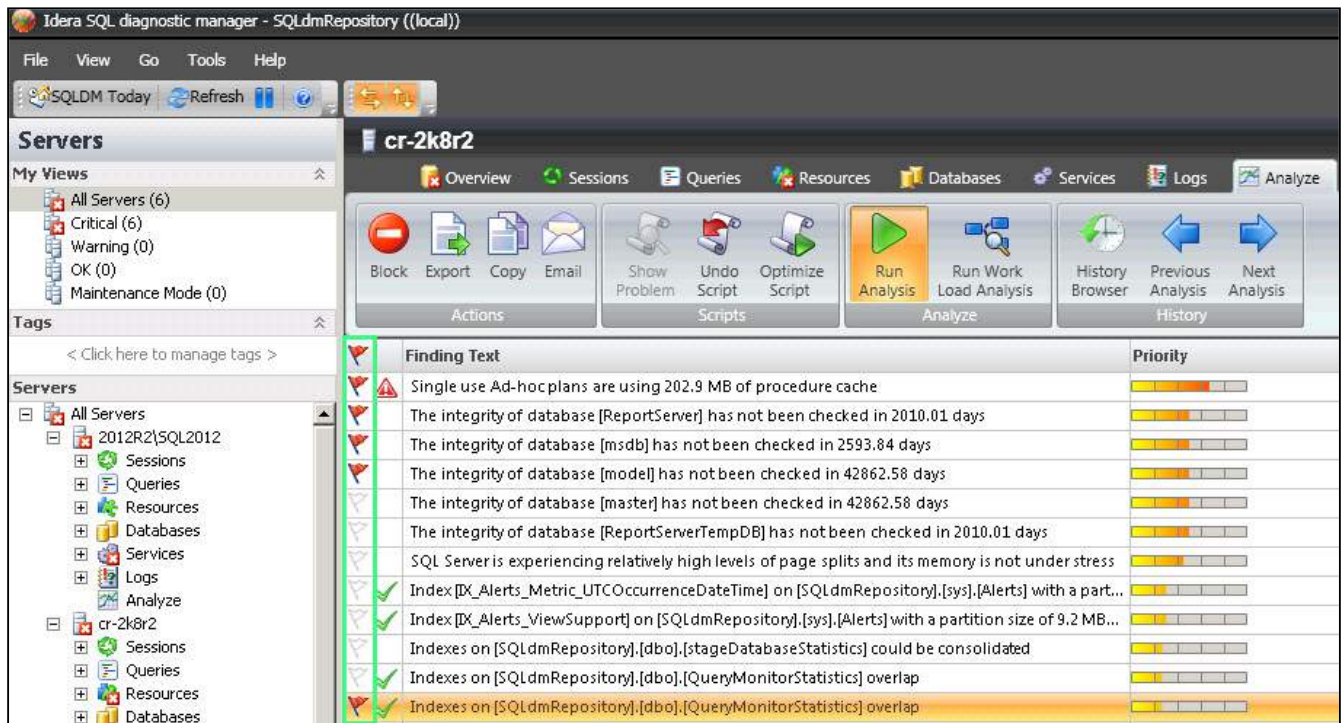 Idera SQL diagnostic manager - SQLdmRepository ((local))
File View Go Tools Help
SQLDM Today Refresh
Servers
cr-2k8r2
My Views
All Servers (6)
Critical (6)
Warning (0)
OK (0)
Maintenance Mode (0)
Tags
< Click here to manage tags >
Servers
All Servers
2012R2\SQL2012
Sessions
Queries
Resources
Databases
Services
Logs
Analyze
cr-2k8r2
Sessions
Queries
Resources
Databases
Overview Sessions Queries Resources Databases Services Logs Analyze
Block Export Copy Email Show Problem Undo Script Optimize Script Run Analysis Run Work Load Analysis History Browser Previous Analysis Next Analysis
Actions Scripts Analyze History
Finding Text Priority
Single use Ad-hoc plans are using 202.9 MB of procedure cache
The integrity of database [ReportServer] has not been checked in 2010.01 days
The integrity of database [msdb] has not been checked in 2593.84 days
The integrity of database [model] has not been checked in 42862.58 days
The integrity of database [master] has not been checked in 42862.58 days
The integrity of database [ReportServerTempDB] has not been checked in 2010.01 days
SQL Server is experiencing relatively high levels of page splits and its memory is not under stress
Index [IX_Alerts_Metric_UTCOccurrenceDateTime] on [SQLdmRepository].[sys].[Alerts] with a part...
Index [IX_Alerts_ViewSupport] on [SQLdmRepository].[sys].[Alerts] with a partition size of 9.2 MB...
Indexes on [SQLdmRepository].[dbo].[stageDatabaseStatistics] could be consolidated
Indexes on [SQLdmRepository].[dbo].[QueryMonitorStatistics] overlap
Indexes on [SQLdmRepository].[dbo].[QueryMonitorStatistics] overlap